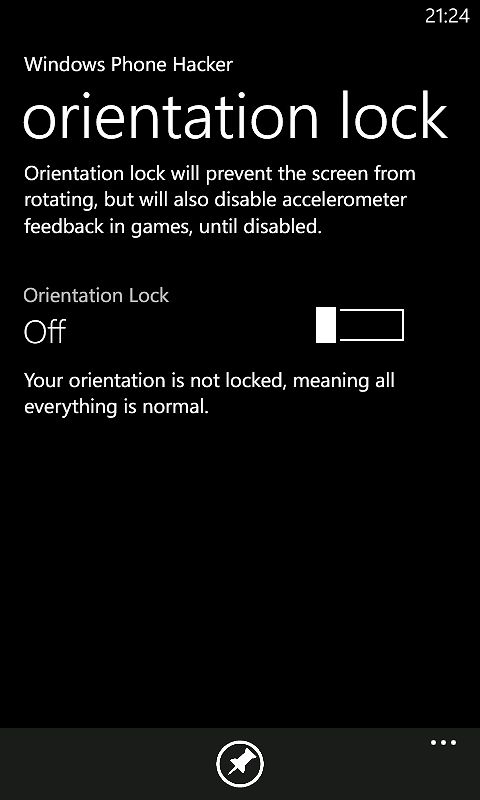 21:24
Windows Phone Hacker
orientation lock
Orientation lock will prevent the screen from
rotating, but will also disable accelerometer
feedback in games, until disabled.
Orientation Lock
Off
Your orientation is not locked, meaning all
everything is normal.